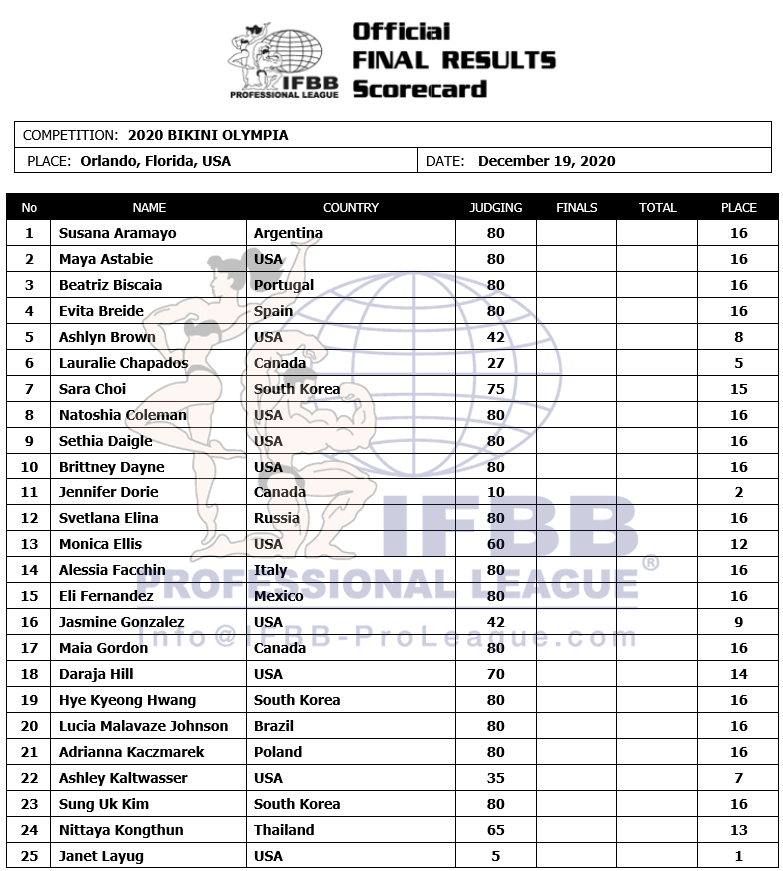 Official
FINAL RESULTS
Scorecard
IFBB
PROFESSIONAL LEAGUE
COMPETITION: 2020 BIKINI OLYMPIA
PLACE: Orlando, Florida, USA DATE: December 19, 2020
No NAME COUNTRY JUDGING FINALS TOTAL PLACE
1 Susana Aramayo Argentina 80 16
2 Maya Astabie USA 80 16
3 Beatriz Biscaia Portugal 80 16
4 Evita Breide Spain 80 16
5 Ashlyn Brown USA 42 8
6 Lauralie Chapados Canada 27 5
7 Sara Choi South Korea 75 15
8 Natoshia Coleman USA 80 16
9 Sethia Daigle USA 80 16
10 Brittney Dayne USA 80 16
11 Jennifer Dorie Canada 10 2
12 Svetlana Elina Russia 80 16
13 Monica Ellis USA 60 12
14 Alessia Facchin Italy 80 16
15 Eli Fernandez Mexico 80 16
16 Jasmine Gonzalez USA 42 9
17 Maia Gordon Canada 80 16
18 Daraja Hill USA 70 14
19 Hye Kyeong Hwang South Korea 80 16
20 Lucia Malavaze Johnson Brazil 80 16
21 Adrianna Kaczmarek Poland 80 16
22 Ashley Kaltwasser USA 35 7
23 Sung Uk Kim South Korea 80 16
24 Nittaya Kongthun Thailand 65 13
25 Janet Layug USA 5 1
IFBB
PROFESSIONAL LEAGUE®
Info@IFBB-ProLeague.com